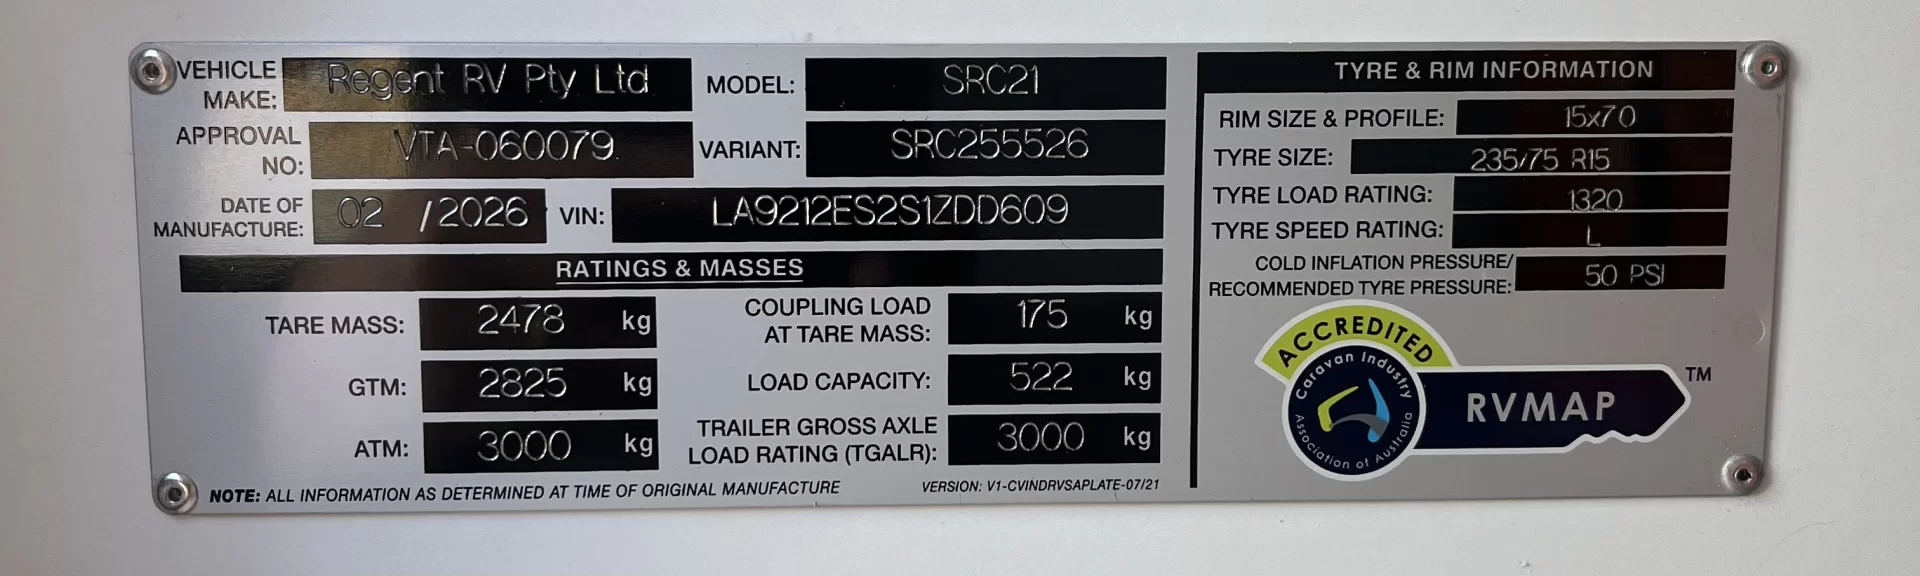 VEHICLE MAKE: Regent RV Pty Ltd MODEL: SRC21
APPROVAL NO: VTA-060079 VARIANT: SRC255526
DATE OF MANUFACTURE: 02 /2026 VIN: LA9212ES2S1ZDD609
RATINGS & MASSES
TARE MASS: 2478 kg COUPLING LOAD AT TARE MASS: 175 kg
GTM: 2825 kg LOAD CAPACITY: 522 kg
ATM: 3000 kg TRAILER GROSS AXLE LOAD RATING (TGALR): 3000 kg
NOTE: ALL INFORMATION AS DETERMINED AT TIME OF ORIGINAL MANUFACTURE VERSION: V1-CVINDRVSAPLATE-07/21
TYRE & RIM INFORMATION
RIM SIZE & PROFILE: 15x70
TYRE SIZE: 235/75 R15
TYRE LOAD RATING: 1320
TYRE SPEED RATING: L
COLD INFLATION PRESSURE/ RECOMMENDED TYRE PRESSURE: 50 PSI
ACCREDITED
Caravan Industry Association of Australia
RVMAP TM